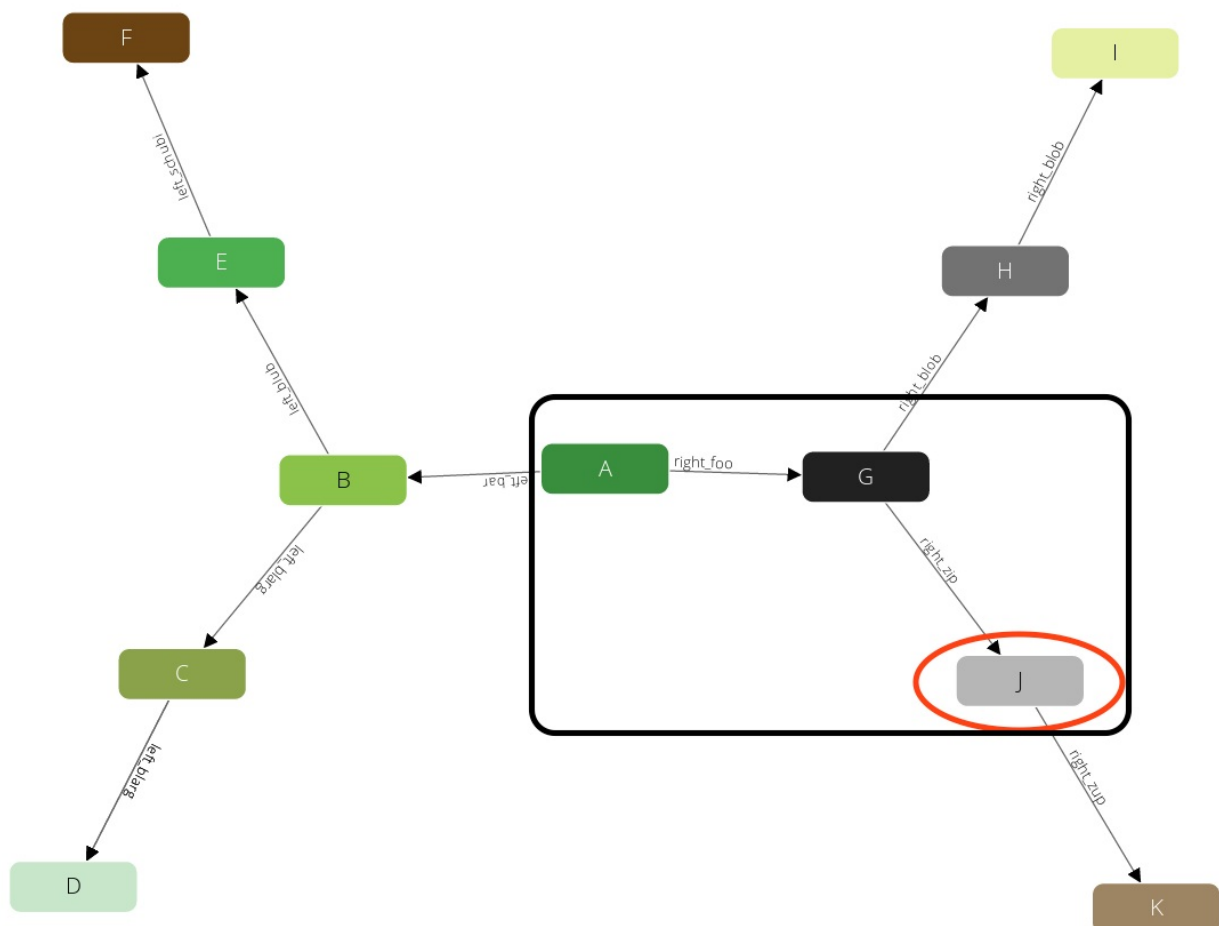 F
I
left_schubi
right_blob
E
H
left_blub
right_blob
A
right_foo
G
B
left_bar
left_blarg
right_zip
C
J
left_blarg
right_zup
D
K